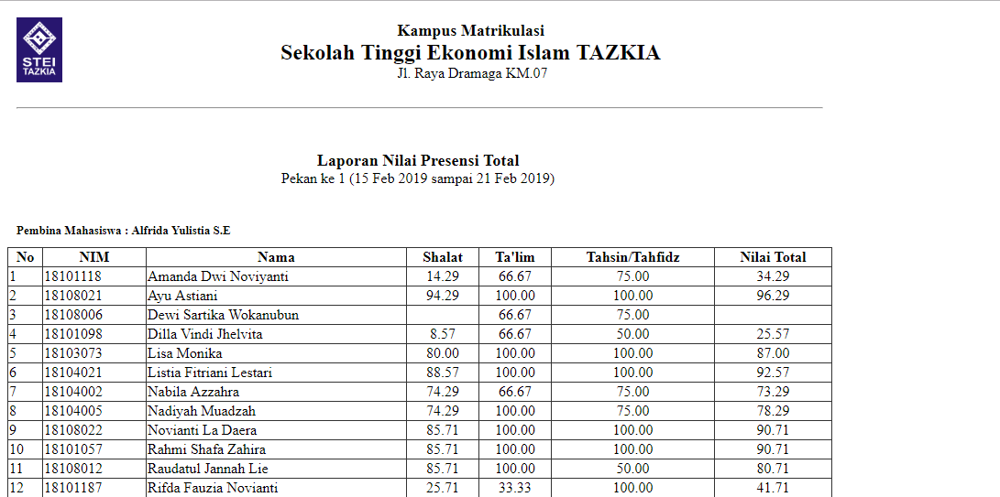 STEI
TAZKIA
Kampus Matrikulasi
Sekolah Tinggi Ekonomi Islam TAZKIA
Jl. Raya Dramaga KM.07
Laporan Nilai Presensi Total
Pekan ke 1 (15 Feb 2019 sampai 21 Feb 2019)
Pembina Mahasiswa : Alfrida Yulistia S.E
No NIM Nama Shalat Ta'lim Tahsin/Tahfidz Nilai Total
1 18101118 Amanda Dwi Noviyanti 14.29 66.67 75.00 34.29
2 18108021 Ayu Astiani 94.29 100.00 100.00 96.29
3 18108006 Dewi Sartika Wokanubun 66.67 75.00
4 18101098 Dilla Vindi Jhelvita 8.57 66.67 50.00 25.57
5 18103073 Lisa Monika 80.00 100.00 100.00 87.00
6 18104021 Listia Fitriani Lestari 88.57 100.00 100.00 92.57
7 18104002 Nabila Azzahra 74.29 66.67 75.00 73.29
8 18104005 Nadiyah Muadzah 74.29 100.00 75.00 78.29
9 18108022 Novianti La Daera 85.71 100.00 100.00 90.71
10 18101057 Rahmi Shafa Zahira 85.71 100.00 100.00 90.71
11 18108012 Raudatul Jannah Lie 85.71 100.00 50.00 80.71
12 18101187 Rifda Fauzia Novianti 25.71 33.33 100.00 41.71